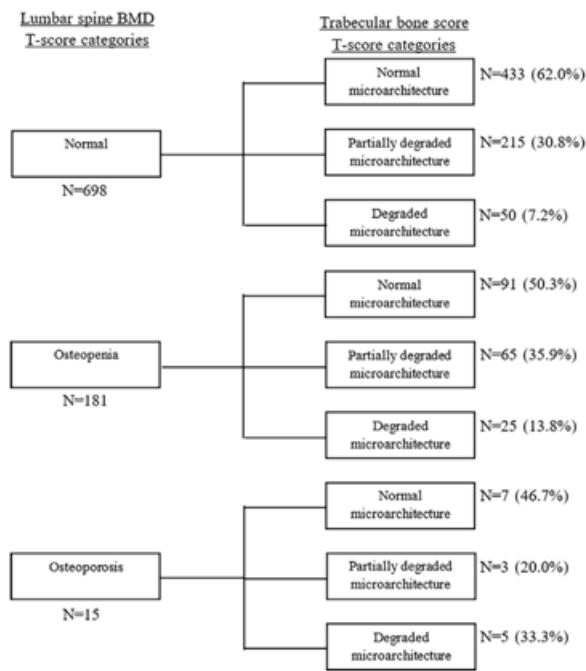 Lumbar spine BMD
T-score categories
Trabecular bone score
T-score categories
Normal
N=698
Normal
microarchitecture
N=433 (62.0%)
Partially degraded
microarchitecture
N=215 (30.8%)
Degraded
microarchitecture
N=50 (7.2%)
Osteopenia
N=181
Normal
microarchitecture
N=91 (50.3%)
Partially degraded
microarchitecture
N=65 (35.9%)
Degraded
microarchitecture
N=25 (13.8%)
Osteoporosis
N=15
Normal
microarchitecture
N=7 (46.7%)
Partially degraded
microarchitecture
N=3 (20.0%)
Degraded
microarchitecture
N=5 (33.3%)